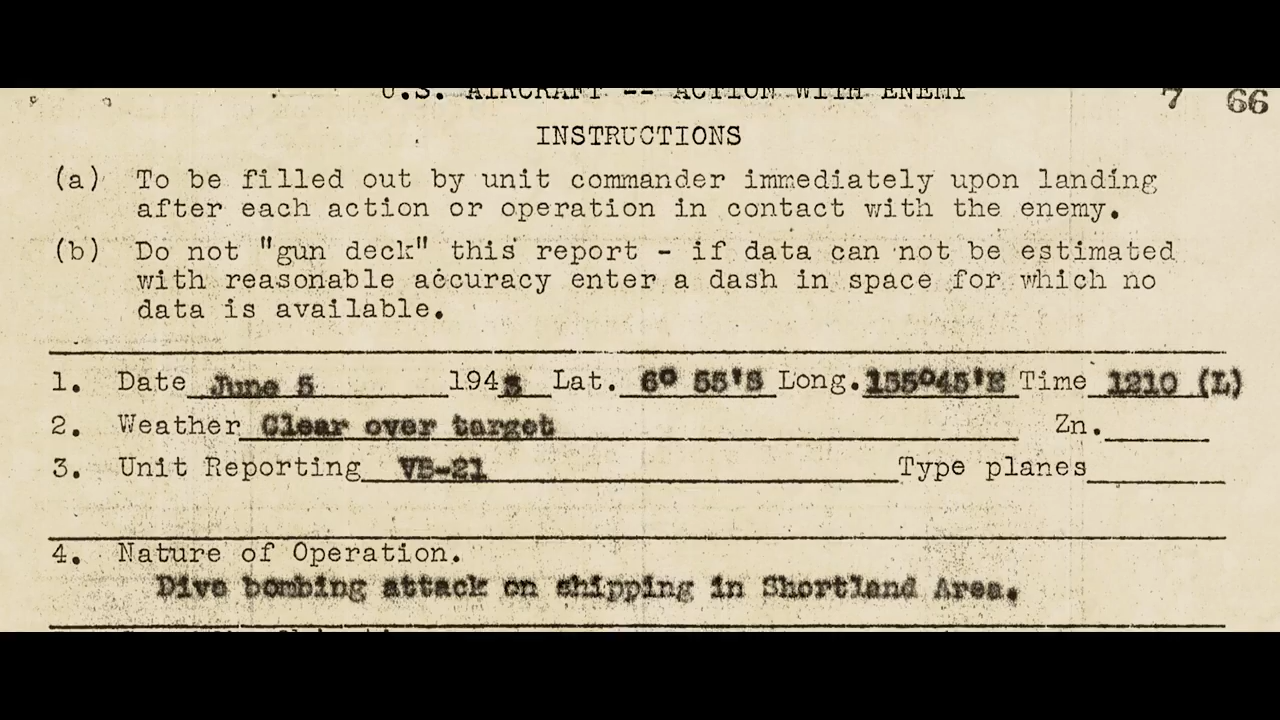 U.S. AIRCRAFT -- ACTION WITH ENEMY
7 66
INSTRUCTIONS
(a) To be filled out by unit commander immediately upon landing
after each action or operation in contact with the enemy.
(b) Do not "gun deck" this report - if data can not be estimated
with reasonable accuracy enter a dash in space for which no
data is available.
1. Date June 5 1943 Lat. 6° 55'S Long. 155°45'E Time 1210 (L)
2. Weather Clear over target Zn.
3. Unit Reporting VB-21 Type planes
4. Nature of Operation.
Dive bombing attack on shipping in Shortland Area.